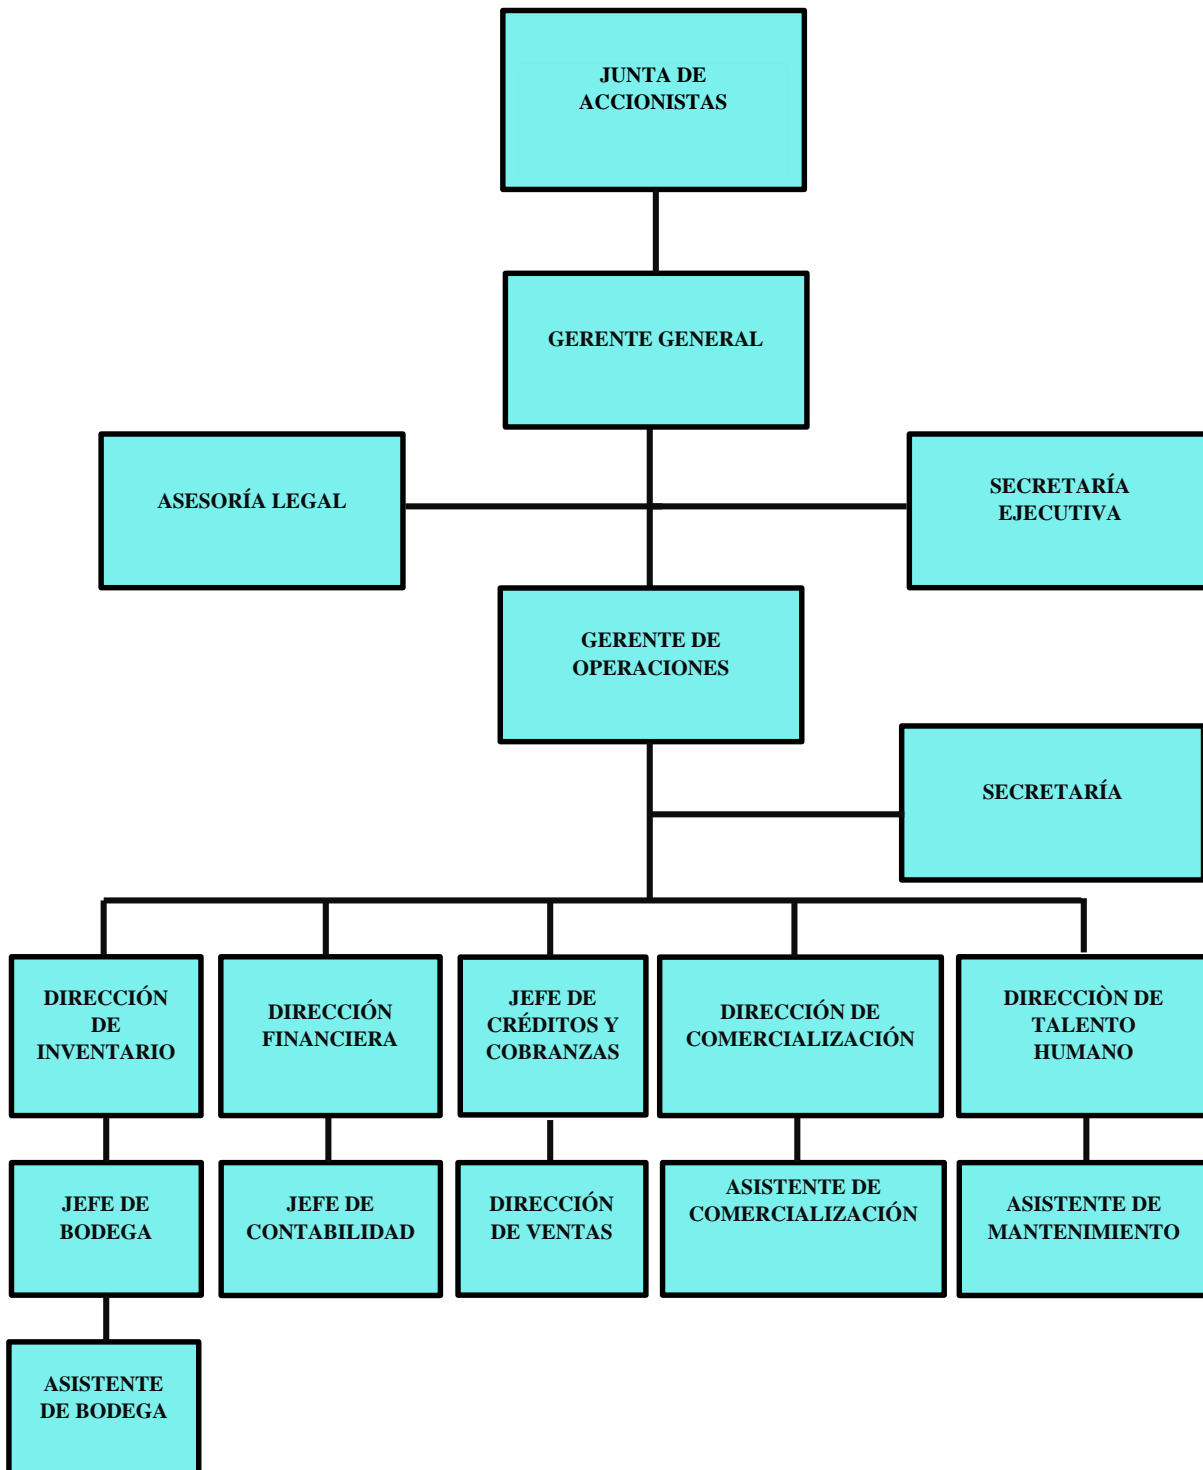 JUNTA DE
ACCIONISTAS
GERENTE GENERAL
ASESORÍA LEGAL
SECRETARÍA
EJECUTIVA
GERENTE DE
OPERACIONES
SECRETARÍA
DIRECCIÓN
DE
INVENTARIO
DIRECCIÓN
FINANCIERA
JEFE DE
CRÉDITOS Y
COBRANZAS
DIRECCIÓN DE
COMERCIALIZACIÓN
DIRECCIÒN DE
TALENTO
HUMANO
JEFE DE
BODEGA
JEFE DE
CONTABILIDAD
DIRECCIÓN
DE VENTAS
ASISTENTE DE
COMERCIALIZACIÓN
ASISTENTE DE
MANTENIMIENTO
ASISTENTE
DE BODEGA